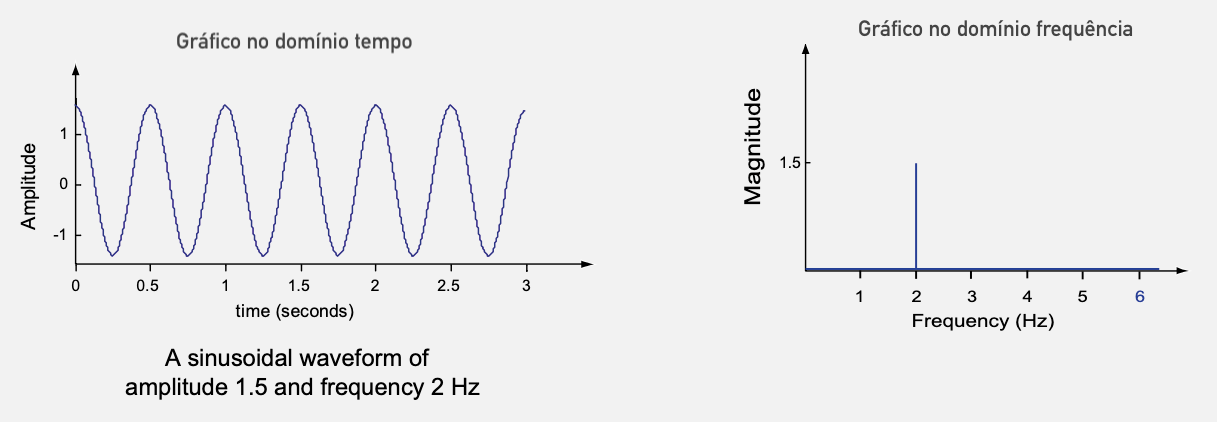 Gráfico no domínio tempo
Amplitude
1
0
-1
0 0.5 1 1.5 2 2.5 3
time (seconds)
A sinusoidal waveform of
amplitude 1.5 and frequency 2 Hz
Gráfico no domínio frequência
Magnitude
1.5
1 2 3 4 5 6
Frequency (Hz)